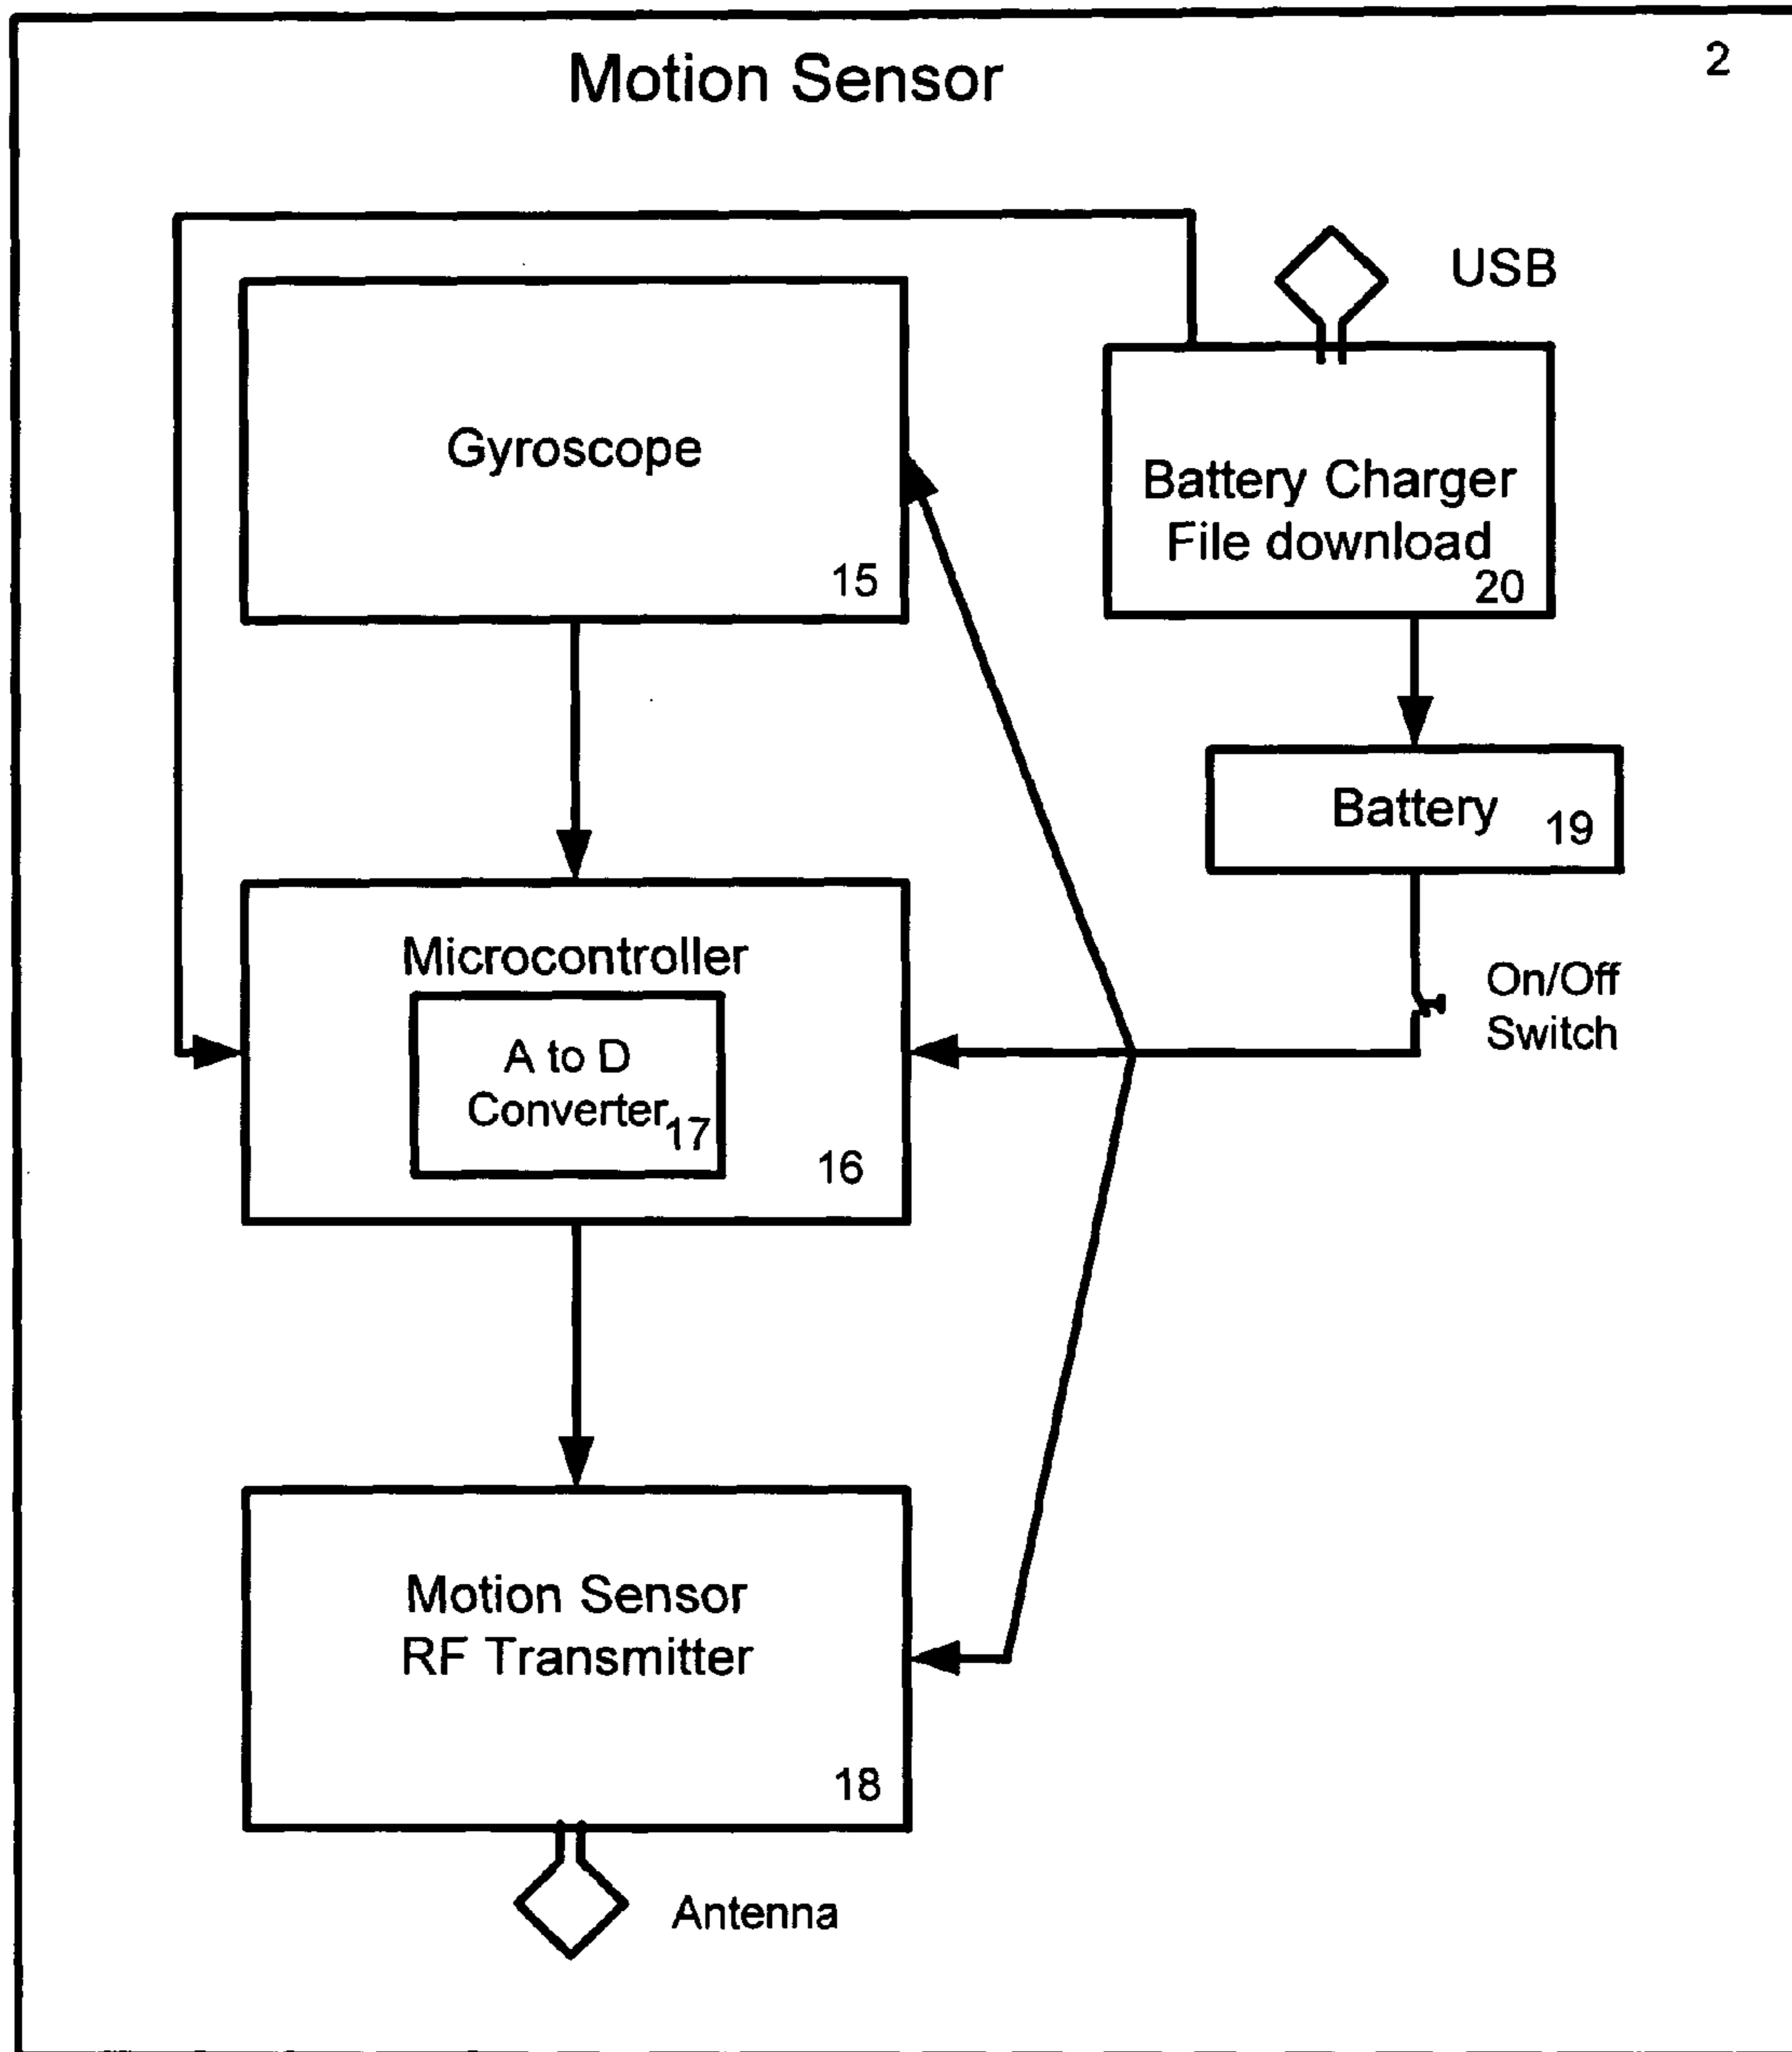 Motion Sensor
2
USB
Gyroscope
15
Battery Charger
File download
20
Battery
19
Microcontroller
A to D
Converter
17
16
On/Off
Switch
Motion Sensor
RF Transmitter
18
Antenna